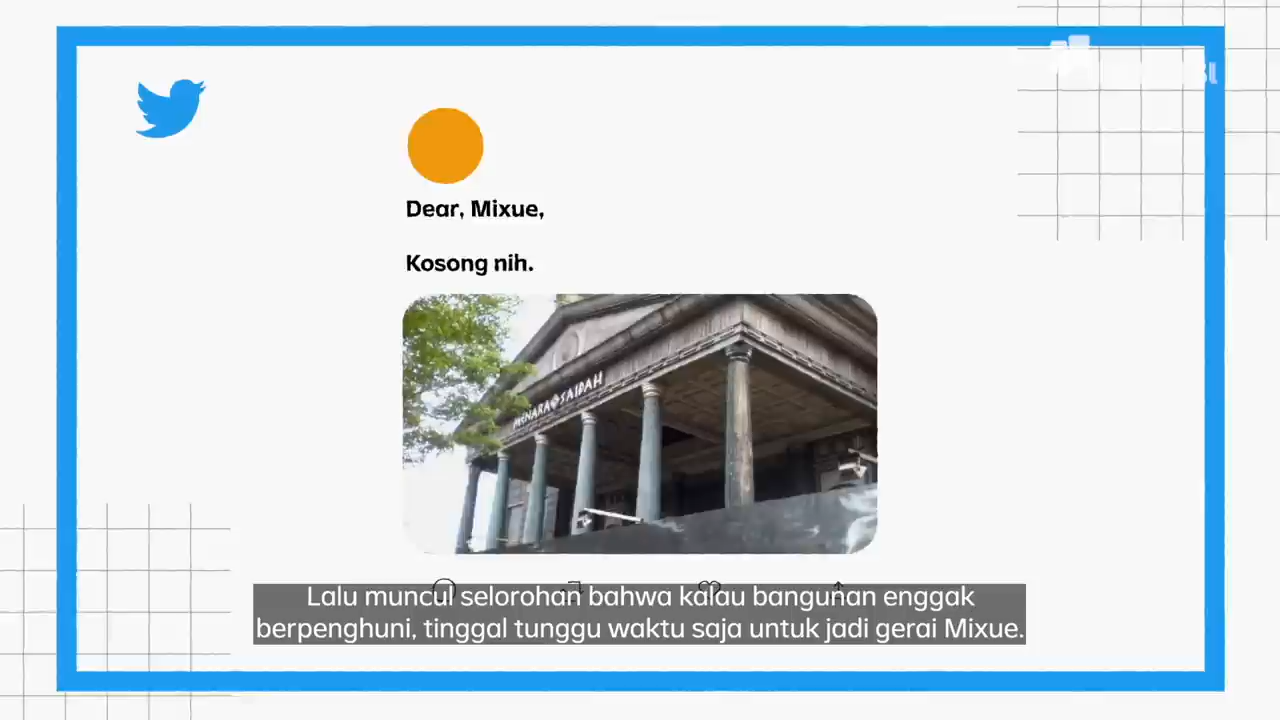 Dear, Mixue,
Kosong nih.
MENARA SAIDAH
Lalu muncul selorohan bahwa kalau bangunan enggak
berpenghuni, tinggal tunggu waktu saja untuk jadi gerai Mixue.